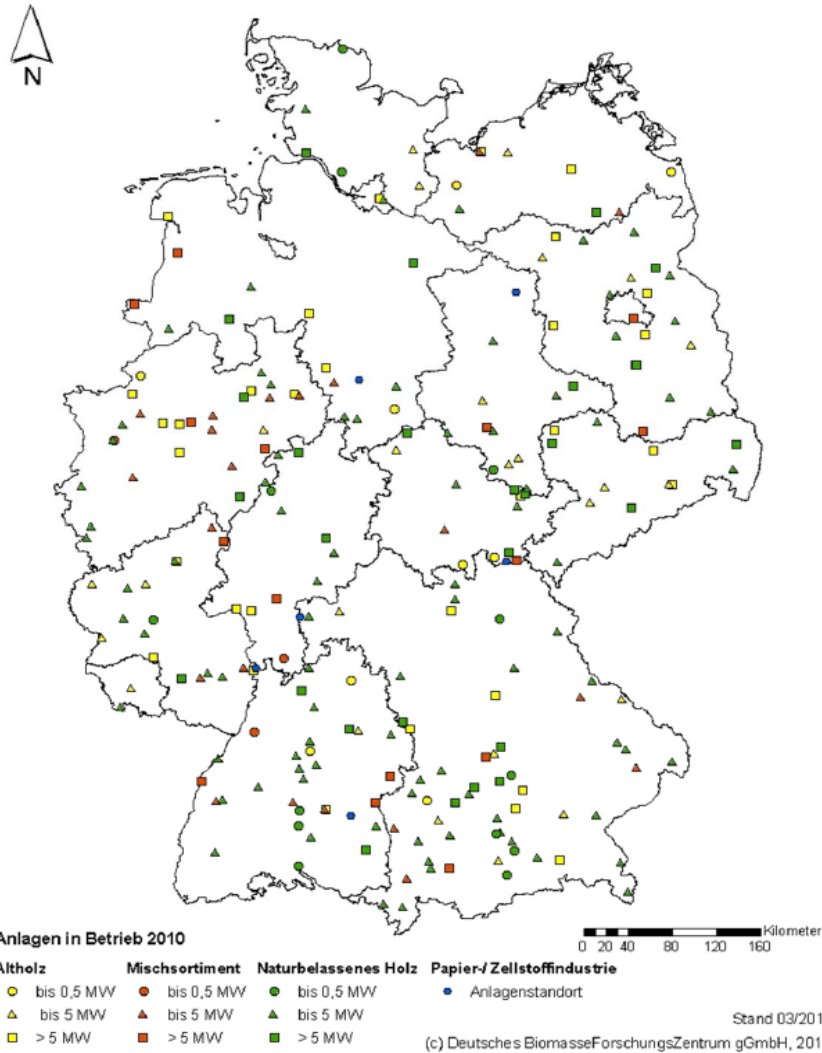 N
Kilometer
0 20 40 80 120 160
Anlagen in Betrieb 2010
Altholz Mischsortiment Naturbelassenes Holz Papier-/ Zellstoffindustrie
bis 0,5 MW bis 0,5 MW bis 0,5 MW Anlagenstandort
bis 5 MW bis 5 MW bis 5 MW
> 5 MW > 5 MW > 5 MW
Stand 03/201
(c) Deutsches BiomasseForschungsZentrum gGmbH, 201